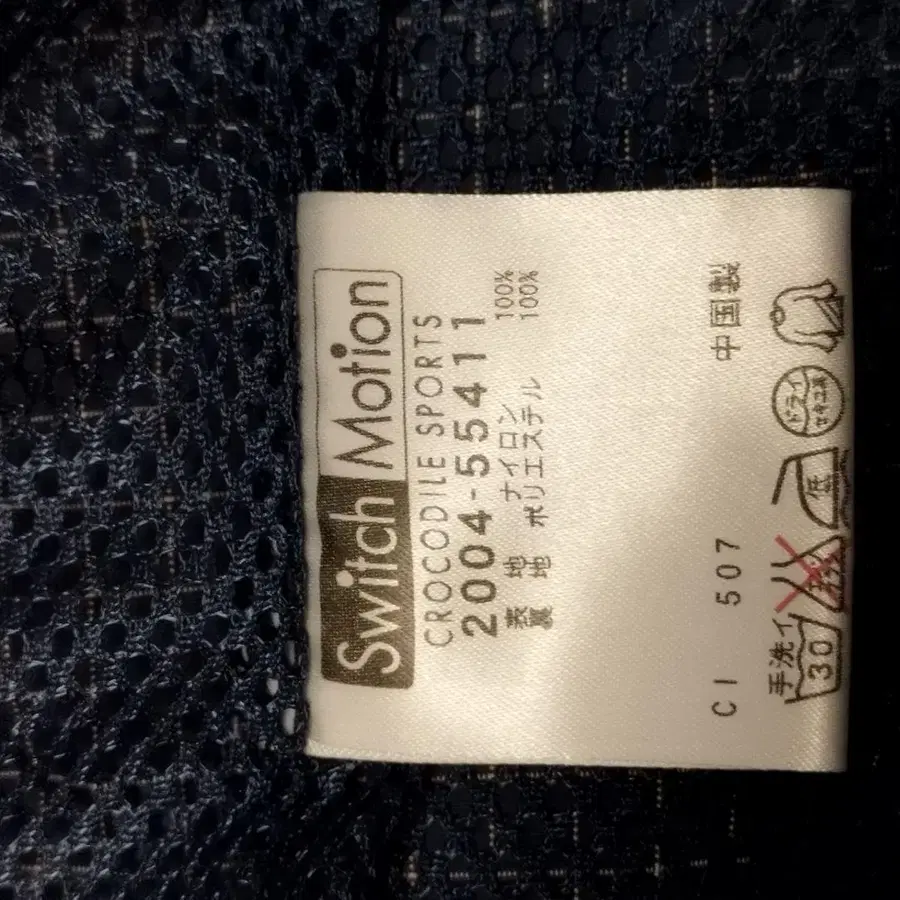 Switch Motion
CROCODILE SPORTS
2004-55411
表 地 ナイロン 100%
裏 地 ポリエステル 100%
CI 507 中国製
手洗イ
30
低
ドライ